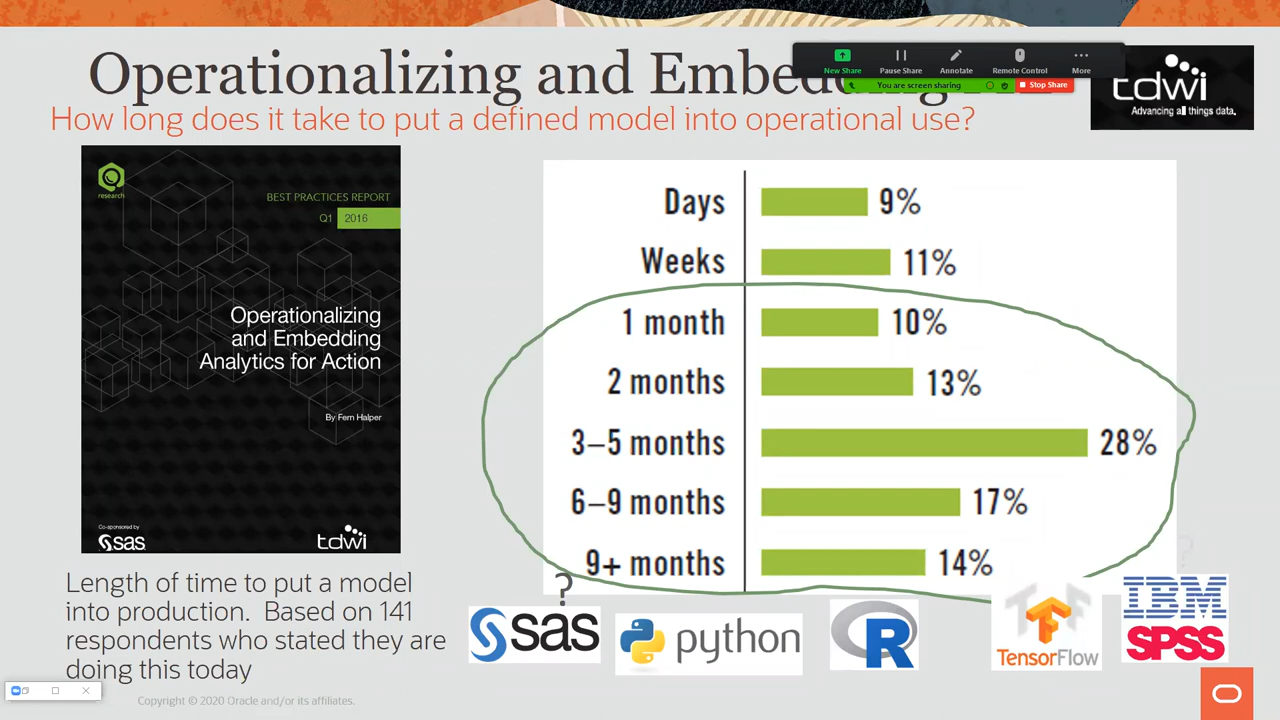 Operationalizing and Embedding
New Share
Pause Share
Annotate
Remote Control
More
You are screen sharing
Stop Share
tdwi
Advancing all things data.
How long does it take to put a defined model into operational use?
research
BEST PRACTICES REPORT
Q1 2016
Operationalizing
and Embedding
Analytics for Action
By Fern Halper
Co-sponsored by
sas
tdwi
Days 9%
Weeks 11%
1 month 10%
2 months 13%
3–5 months 28%
6–9 months 17%
9+ months 14%
?
?
Length of time to put a model
into production. Based on 141
respondents who stated they are
doing this today
sas
python
R
TensorFlow
IBM
SPSS
Copyright © 2020 Oracle and/or its affiliates.